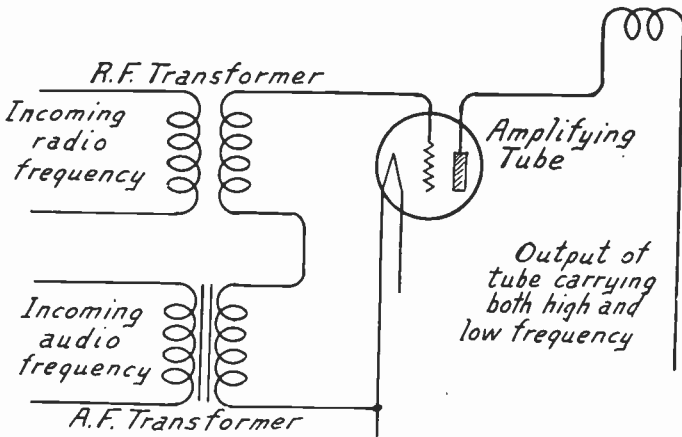 R.F. Transformer
Incoming
radio
frequency
Amplifying
Tube
Output of
tube carrying
both high and
low frequency
Incoming
audio
frequency
A.F. Transformer